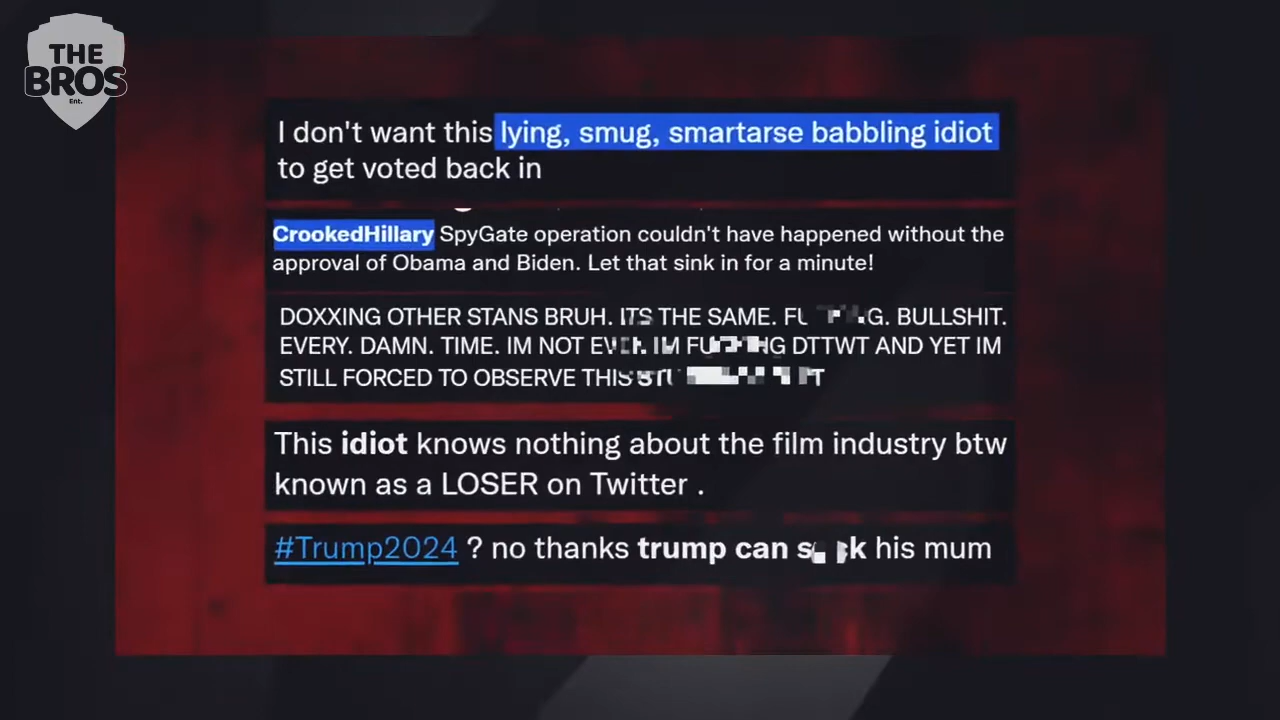 THE
BROS
Ent.
I don't want this lying, smug, smartarse babbling idiot
to get voted back in
CrookedHillary SpyGate operation couldn't have happened without the
approval of Obama and Biden. Let that sink in for a minute!
DOXXING OTHER STANS BRUH. ITS THE SAME. BULLSHIT.
EVERY. DAMN. TIME. IM NOT IM DTTWT AND YET IM
STILL FORCED TO OBSERVE THIS
This idiot knows nothing about the film industry btw
known as a LOSER on Twitter .
#Trump2024 ? no thanks trump can his mum